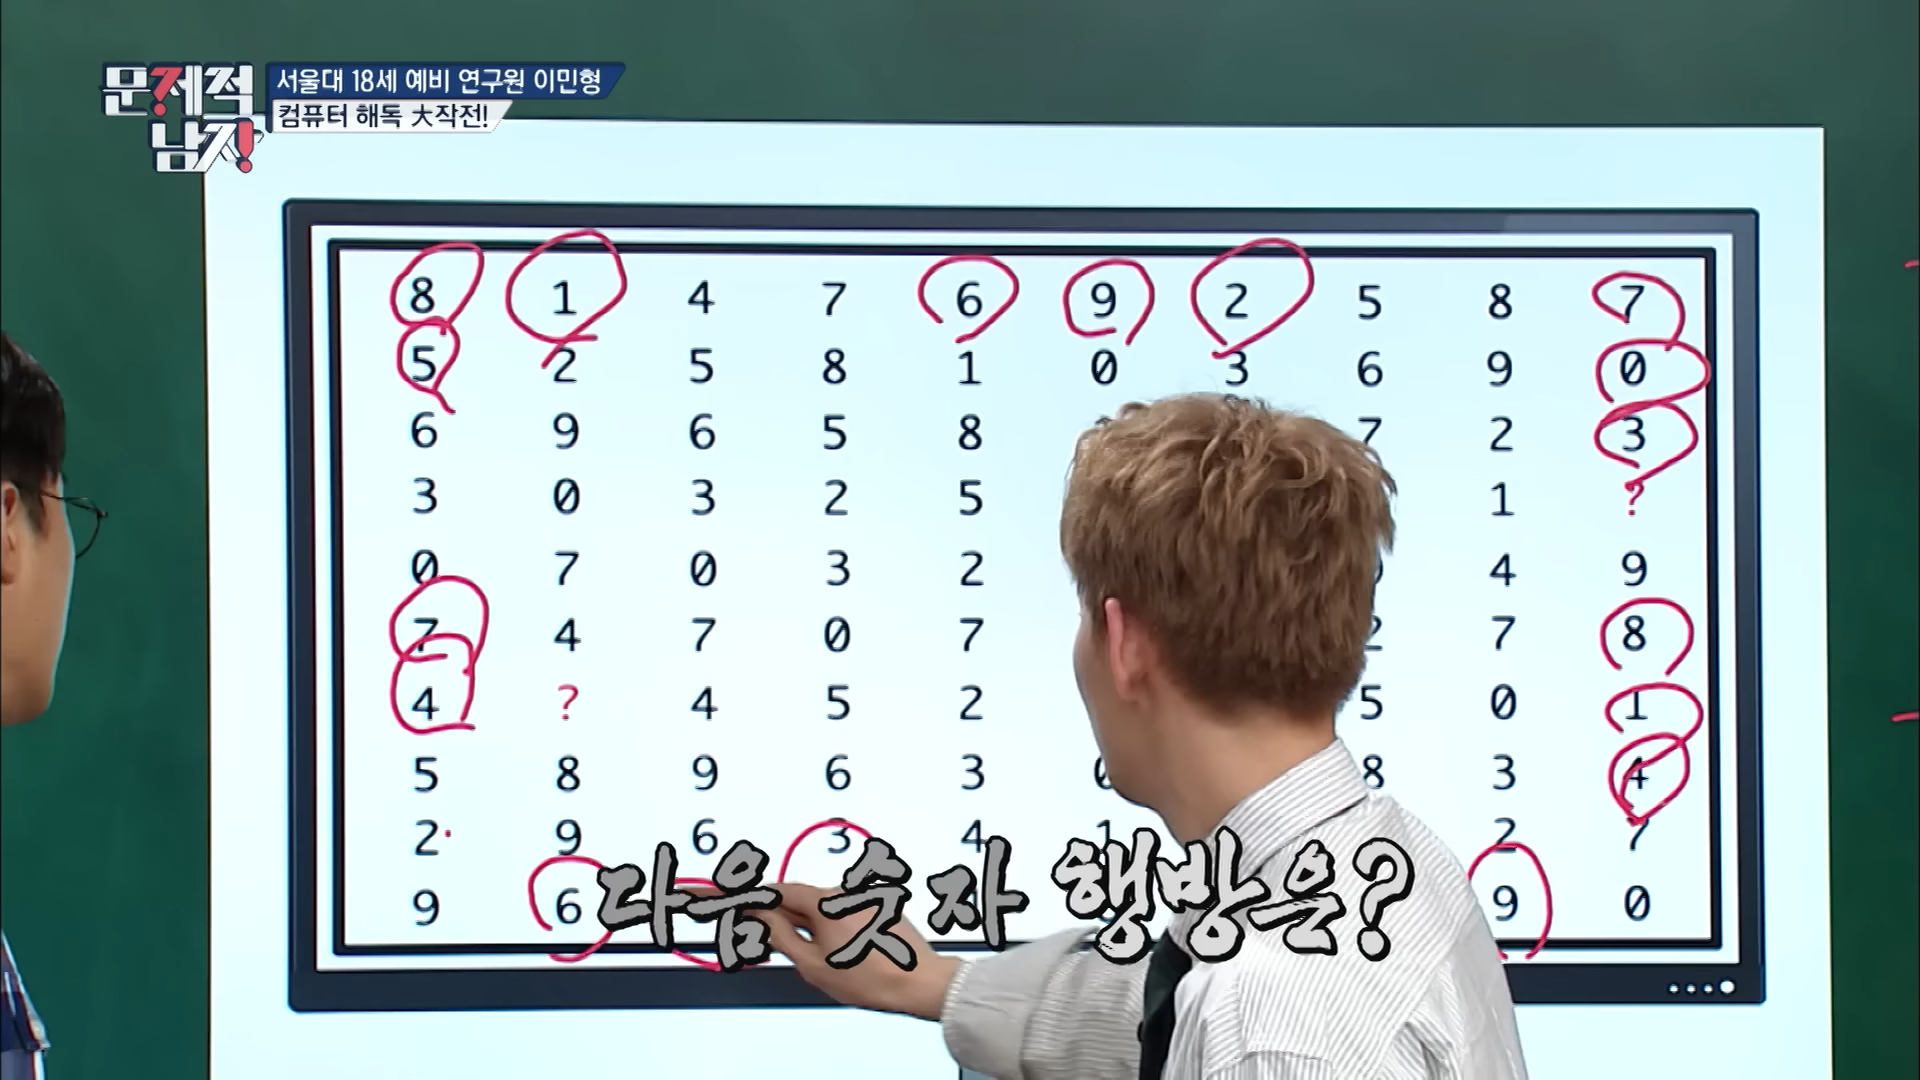 문제적
남자!
서울대 18세 예비 연구원 이민형
컴퓨터 해독 大작전!
8 1 4 7 6 9 2 5 8 7
5 2 5 8 1 0 3 6 9 0
6 9 6 5 8 7 2 3
3 0 3 2 5 1 ?
0 7 0 3 2 4 9
7 4 7 0 7 2 7 8
4 ? 4 5 2 5 0 1
5 8 9 6 3 0 8 3 4
2 9 6 3 4 1 2 7
9 6 9 0
다음 숫자 행방은?